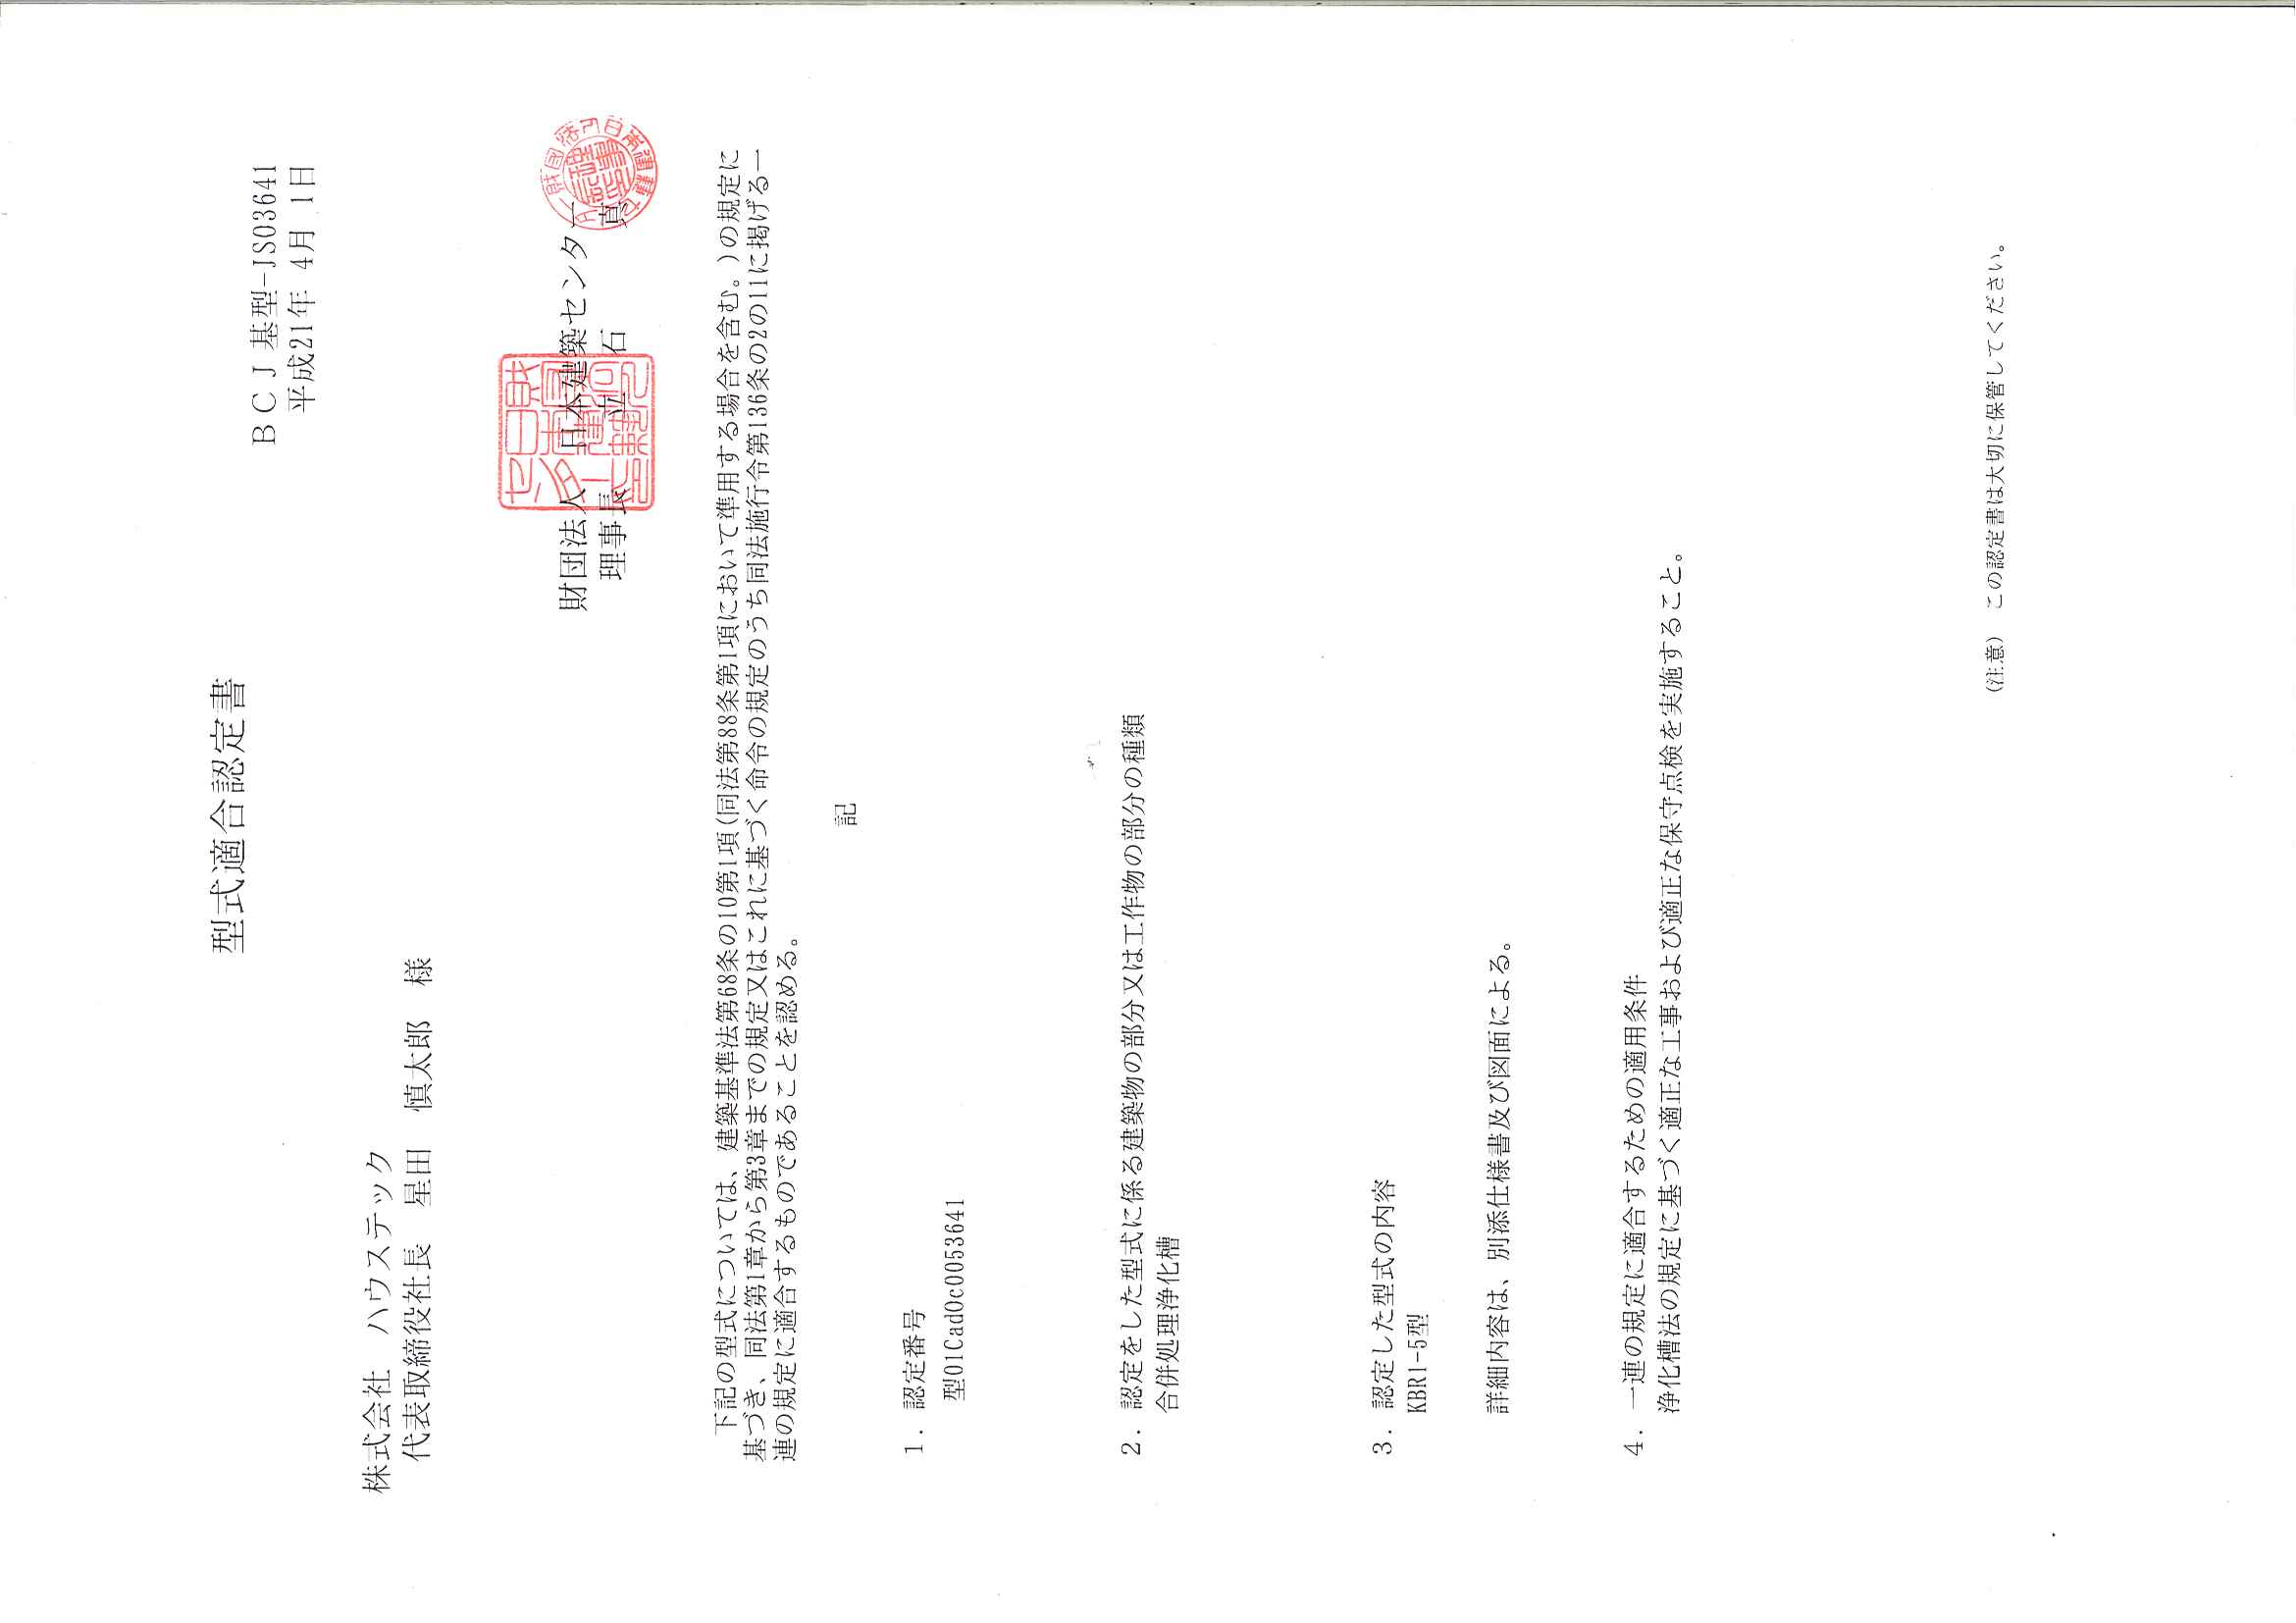 型式適合認定書
BCJ基型-JS03641
平成21年 4月 1日
株式会社 ハウステック
代表取締役社長 星田 慎太郎 様
財団法人 日本建築センター
理事長 立 石 真
下記の型式については、建築基準法第68条の10第1項(同法第88条第1項において準用する場合を含む。)の規定に
基づき、同法第1章から第3章までの規定又はこれに基づく命令の規定のうち同法施行令第136条の2の11に掲げる一
連の規定に適合するものであることを認める。
記
1. 認定番号
型01Cad0c0053641
2. 認定をした型式に係る建築物の部分又は工作物の部分の種類
合併処理浄化槽
3. 認定した型式の内容
KBR1-5型
詳細内容は、別添仕様書及び図面による。
4. 一連の規定に適合するための適用条件
浄化槽法の規定に基づく適正な工事および適正な保守点検を実施すること。
(注意) この認定書は大切に保管してください。